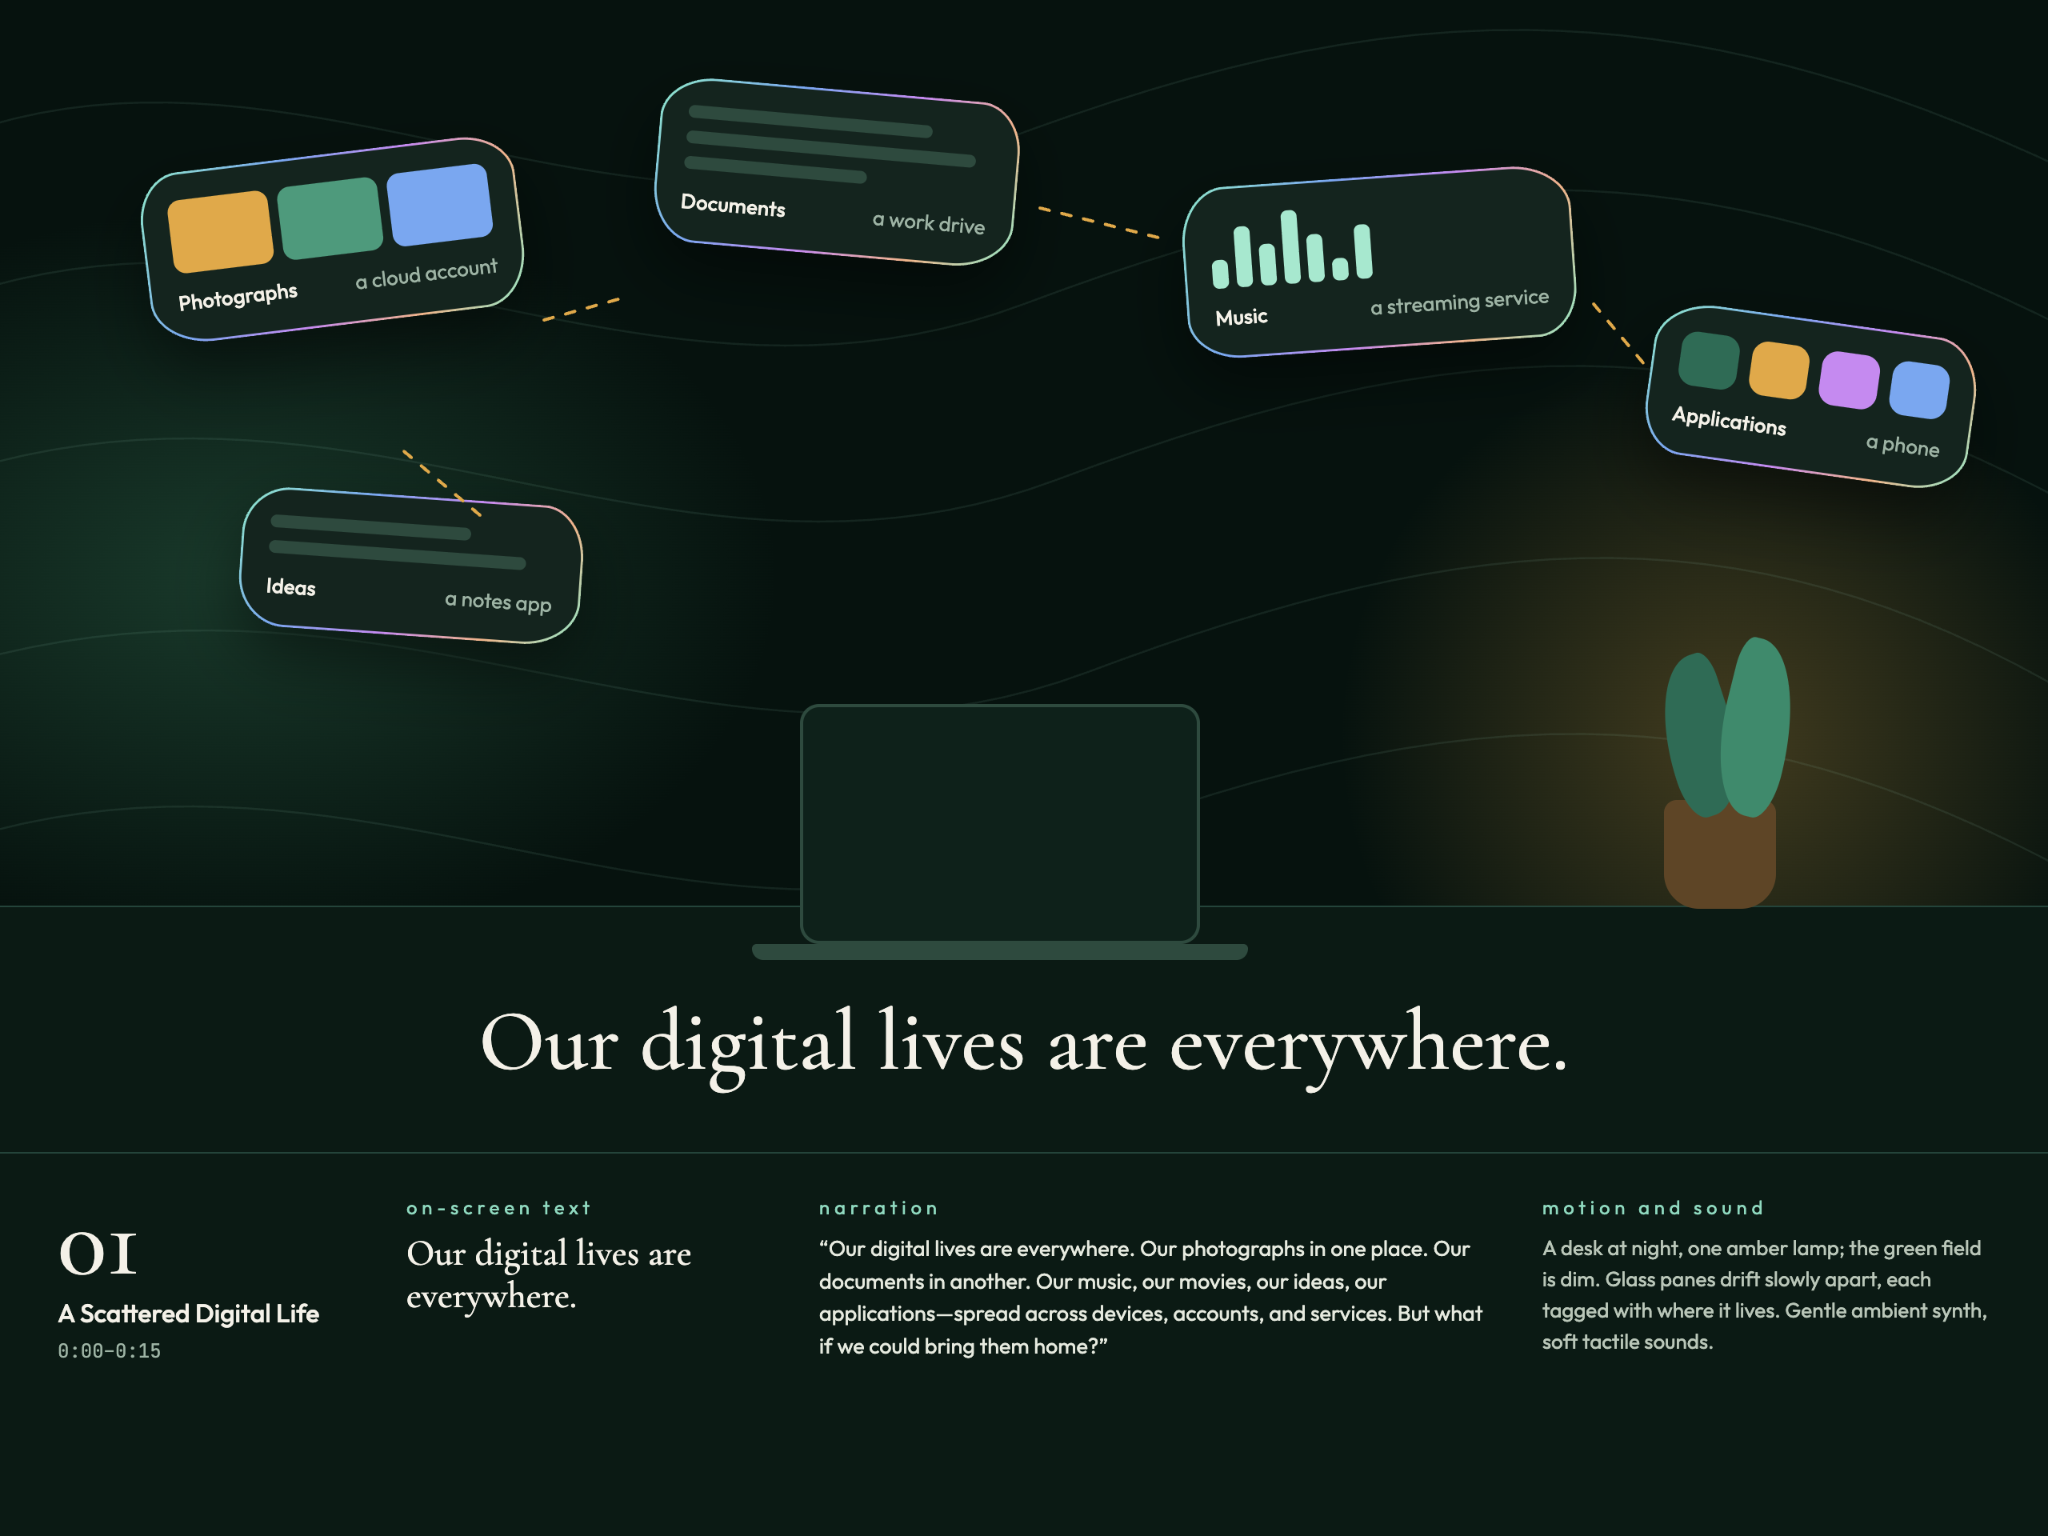 Photographs
a cloud account
Documents
a work drive
Music
a streaming service
Applications
a phone
Ideas
a notes app
Our digital lives are everywhere.
01
A Scattered Digital Life
0:00–0:15
on-screen text
Our digital lives are
everywhere.
narration
“Our digital lives are everywhere. Our photographs in one place. Our
documents in another. Our music, our movies, our ideas, our
applications—spread across devices, accounts, and services. But what
if we could bring them home?”
motion and sound
A desk at night, one amber lamp; the green field
is dim. Glass panes drift slowly apart, each
tagged with where it lives. Gentle ambient synth,
soft tactile sounds.